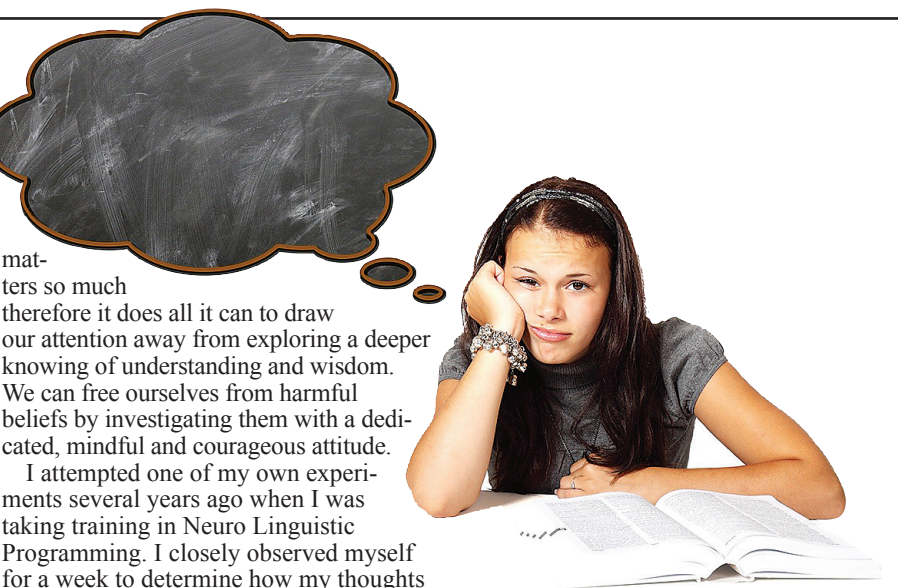 mat-
ters so much
therefore it does all it can to draw
our attention away from exploring a deeper
knowing of understanding and wisdom.
We can free ourselves from harmful
beliefs by investigating them with a dedi-
cated, mindful and courageous attitude.
I attempted one of my own experi-
ments several years ago when I was
taking training in Neuro Linguistic
Programming. I closely observed myself
for a week to determine how my thoughts